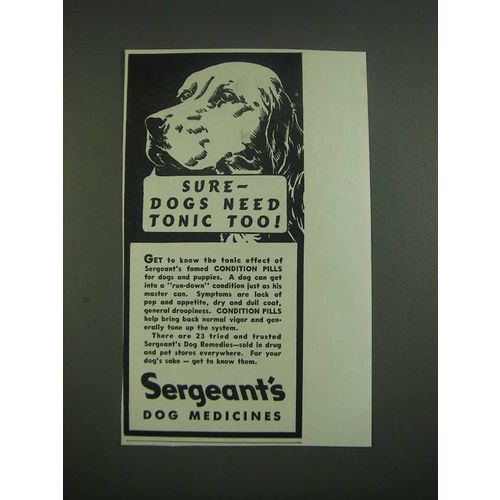 SURE—
DOGS NEED
TONIC TOO!
GET to know the tonic effect of
Sergeant's famed CONDITION PILLS
for dogs and puppies. A dog can get
into a "run-down" condition just as his
master can. Symptoms are lack of
pep and appetite, dry and dull coat,
general droopiness. CONDITION PILLS
help bring back normal vigor and gen-
erally tone up the system.
There are 23 tried and trusted
Sergeant's Dog Remedies—sold in drug
and pet stores everywhere. For your
dog's sake — get to know them.
Sergeant's
DOG MEDICINES